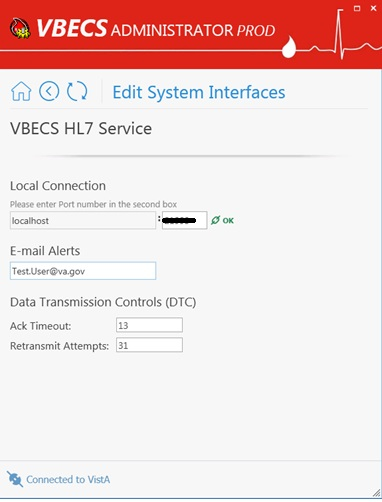 VBECS ADMINISTRATOR PROD
Edit System Interfaces
VBECS HL7 Service
Local Connection
Please enter Port number in the second box
localhost : OK
E-mail Alerts
Test.User@va.gov
Data Transmission Controls (DTC)
Ack Timeout: 13
Retransmit Attempts: 31
Connected to VistA